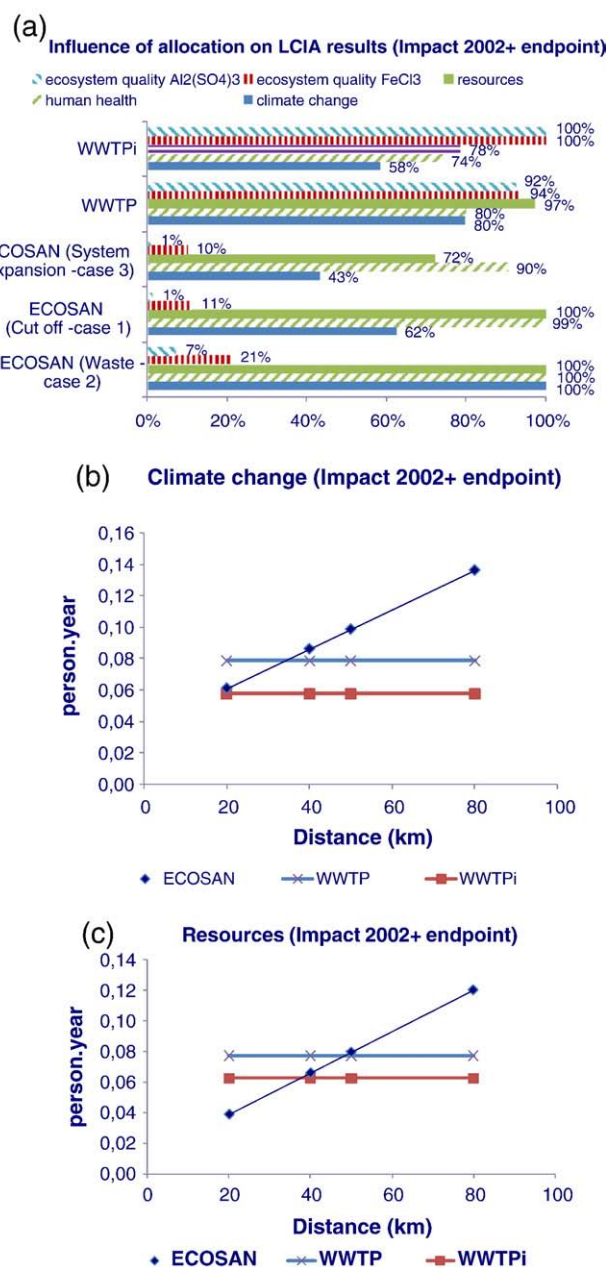 (a)
Influence of allocation on LCIA results (Impact 2002+ endpoint)
ecosystem quality Al2(SO4)3 ecosystem quality FeCl3 resources
human health climate change
WWTPi
100%
100%
78%
74%
58%
WWTP
92%
94%
97%
80%
80%
COSAN (System
xpansion -case 3)
1%
10%
72%
90%
43%
ECOSAN
(Cut off -case 1)
1%
11%
100%
99%
62%
ECOSAN (Waste -
case 2)
7%
21%
100%
100%
100%
0% 20% 40% 60% 80% 100%
(b) Climate change (Impact 2002+ endpoint)
person.year
0,16
0,14
0,12
0,10
0,08
0,06
0,04
0,02
0,00
0 20 40 60 80 100
Distance (km)
ECOSAN WWTP WWTPi
(c) Resources (Impact 2002+ endpoint)
person.year
0,14
0,12
0,10
0,08
0,06
0,04
0,02
0,00
0 20 40 60 80 100
Distance (km)
ECOSAN WWTP WWTPi